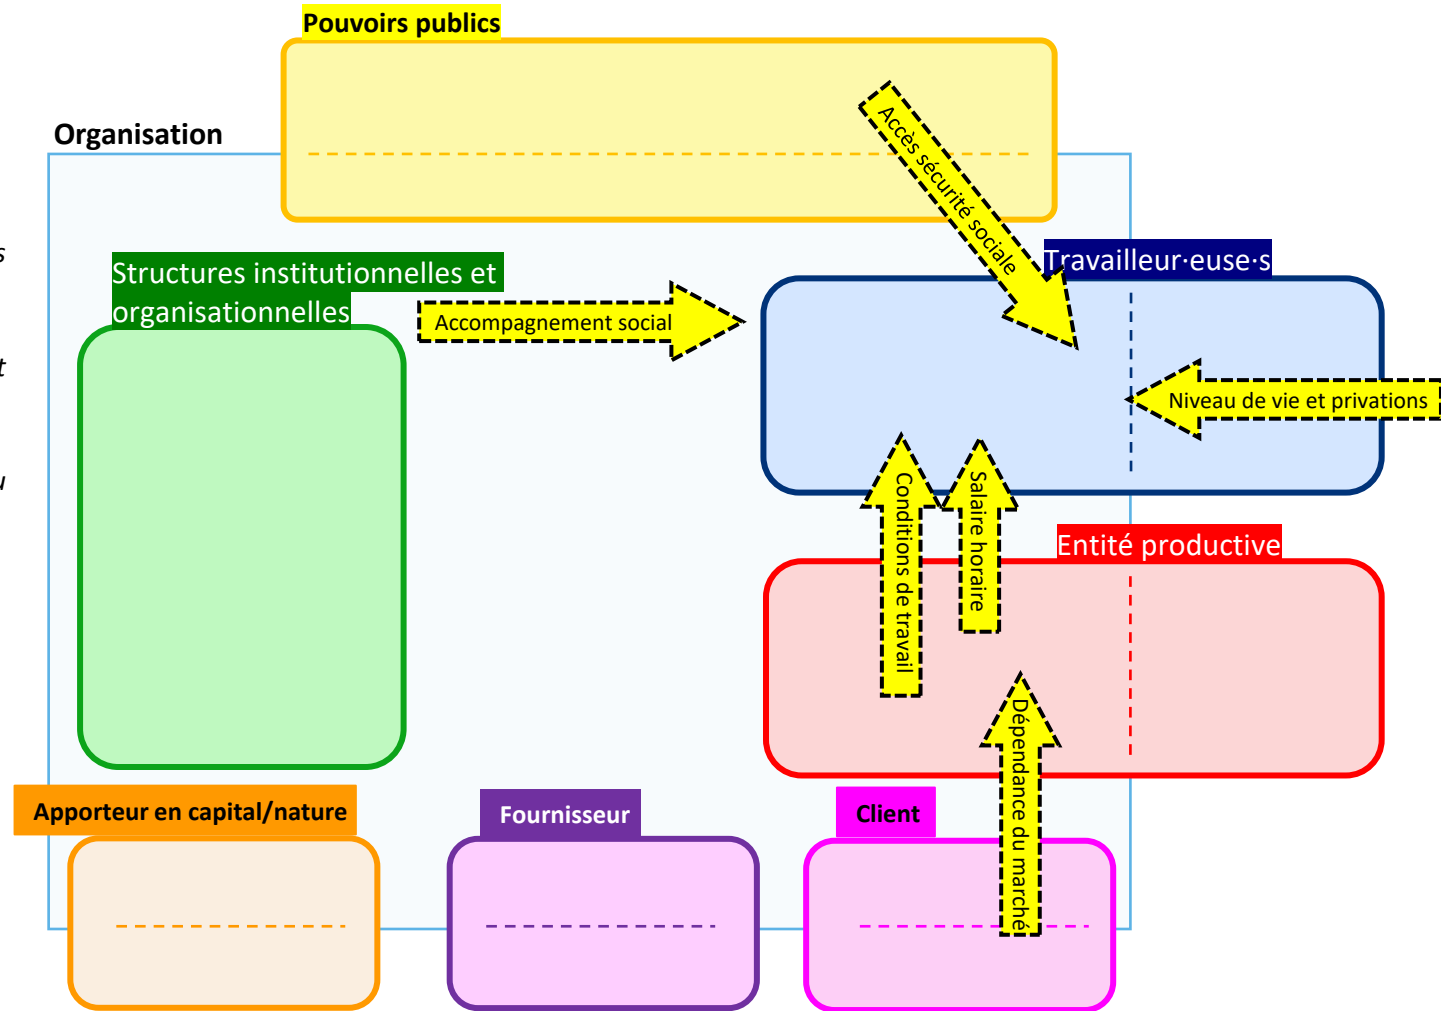 Pouvoirs publics
Organisation
Accès sécurité sociale
s
Travailleur·euse·s
Structures institutionnelles et
organisationnelles
Accompagnement social
t
Niveau de vie et privations
u
Conditions de travail
Salaire horaire
Entité productive
Dépendance du marché
Apporteur en capital/nature
Fournisseur
Client